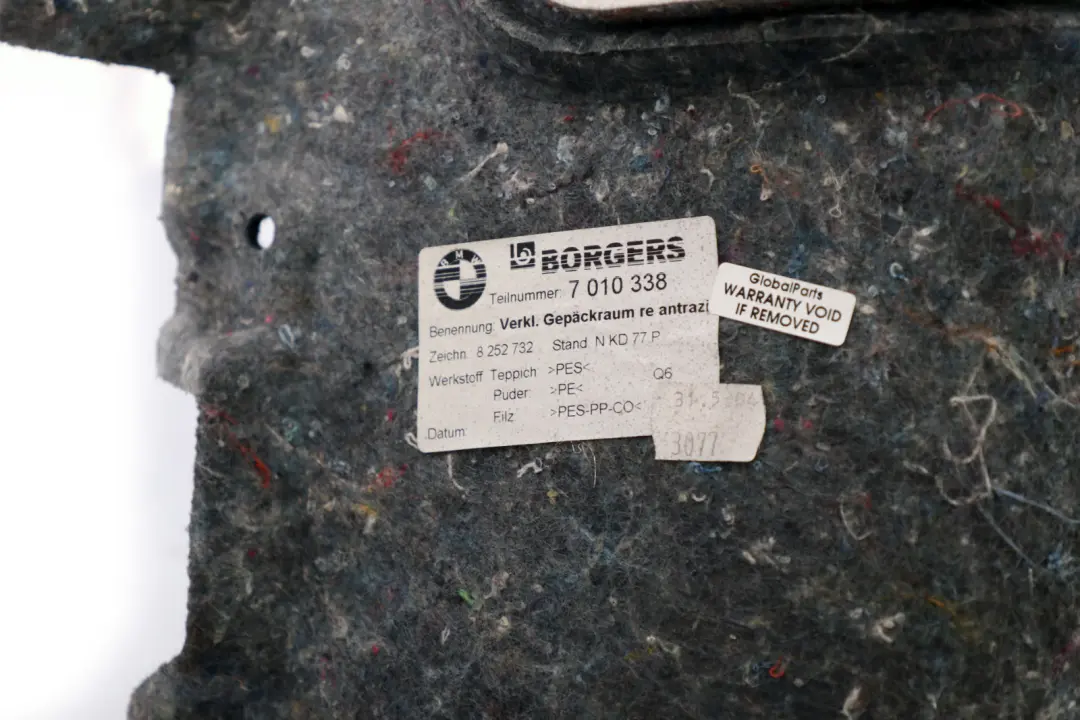 BMW
BORGERS
Teilnummer: 7 010 338
Benennung: Verkl. Gepäckraum re antrazi
Zeichn. 8 252 732 Stand N KD 77 P
Werkstoff Teppich >PES< Q6
Puder: >PE<
Filz >PES-PP-CO<
Datum:
3077
GlobalParts
WARRANTY VOID
IF REMOVED